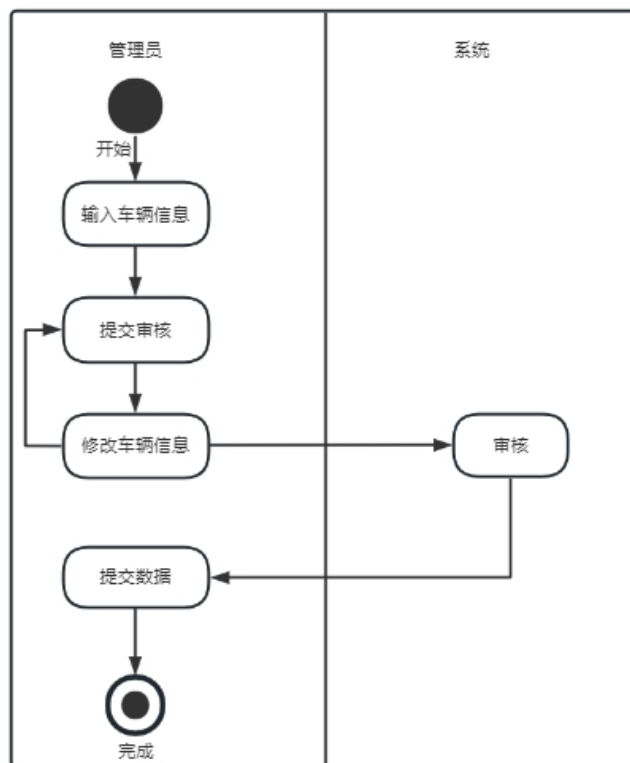 管理员
系统
开始
输入车辆信息
提交审核
修改车辆信息
审核
提交数据
完成